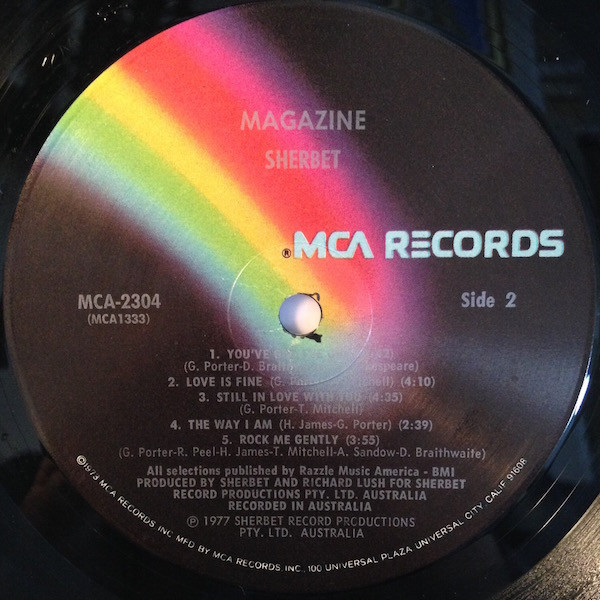 MAGAZINE
SHERBET
® MCA RECORDS
MCA-2304
(MCA1333)
Side 2
1. YOU'VE
(G. Porter-D.
2. LOVE IS FINE (G. Mitchell) (4:10)
3. STILL IN LOVE WITH YOU (4:35)
(G. Porter-T. Mitchell)
4. THE WAY I AM (H. James-G. Porter) (2:39)
5. ROCK ME GENTLY (3:55)
(G. Porter-R. Peel-H. James-T. Mitchell-A. Sandow-D. Braithwaite)
All selections published by Razzle Music America - BMI
PRODUCED BY SHERBET AND RICHARD LUSH FOR SHERBET
RECORD PRODUCTIONS PTY. LTD. AUSTRALIA
RECORDED IN AUSTRALIA
℗ 1977 SHERBET RECORD PRODUCTIONS
PTY. LTD. AUSTRALIA
©1973 MCA RECORDS INC. MFD. BY MCA RECORDS, INC., 100 UNIVERSAL PLAZA, UNIVERSAL CITY, CALIF. 91608